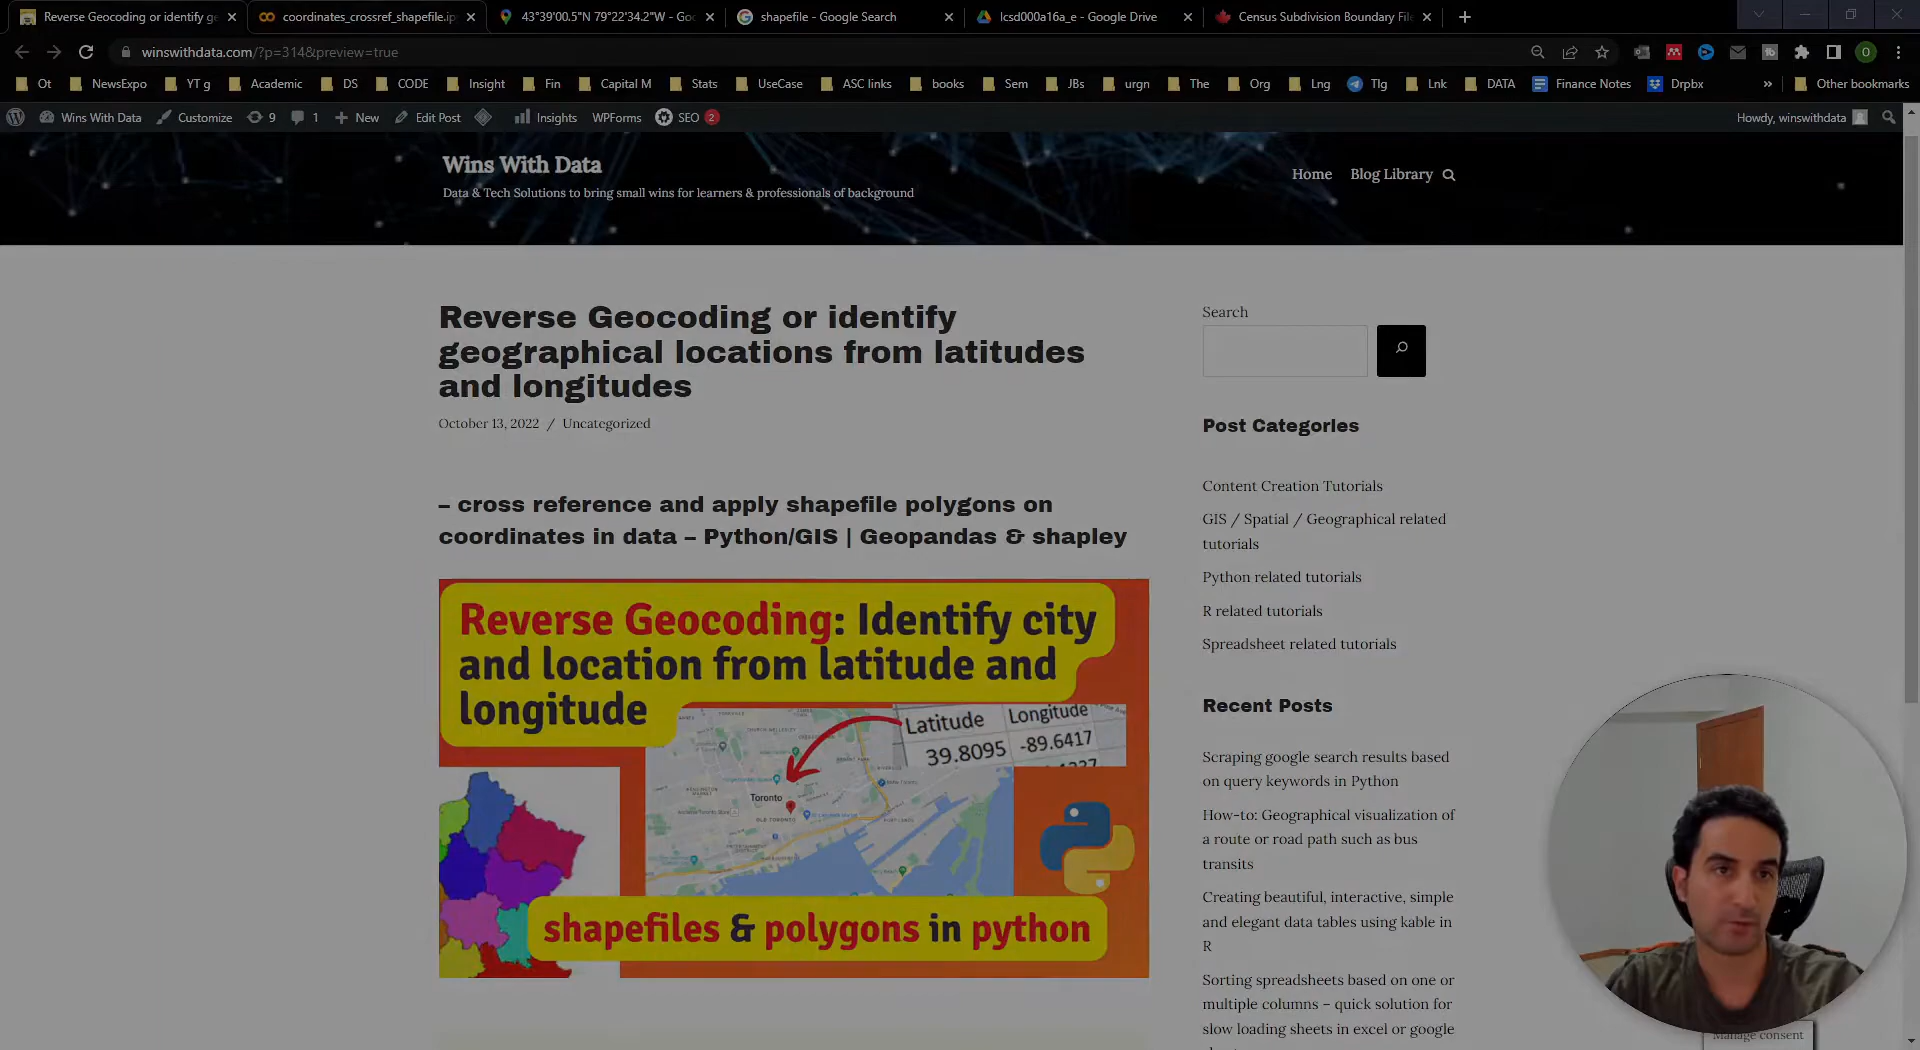 Reverse Geocoding or identify ge
coordinates_crossref_shapefile.ip
43°39'00.5"N 79°22'34.2"W - Goo
shapefile - Google Search
lcsd000a16a_e - Google Drive
Census Subdivision Boundary File
winswithdata.com/?p=314&preview=true
O
Ot
NewsExpo
YT g
Academic
DS
CODE
Insight
Fin
Capital M
Stats
UseCase
ASC links
books
Sem
JBs
urgn
The
Org
Lng
Tlg
Lnk
DATA
Finance Notes
Drpbx
»
Other bookmarks
Wins With Data
Customize
9
1
New
Edit Post
Insights
WPForms
SEO
2
Howdy, winswithdata
Wins With Data
Data & Tech Solutions to bring small wins for learners & professionals of background
Home
Blog Library
Reverse Geocoding or identify
geographical locations from latitudes
and longitudes
October 13, 2022 / Uncategorized
– cross reference and apply shapefile polygons on
coordinates in data – Python/GIS | Geopandas & shapley
Reverse Geocoding: Identify city
and location from latitude and
longitude
Latitude Longitude
39.8095 -89.6417
Toronto
OLD TORONTO
shapefiles & polygons in python
Search
Post Categories
Content Creation Tutorials
GIS / Spatial / Geographical related
tutorials
Python related tutorials
R related tutorials
Spreadsheet related tutorials
Recent Posts
Scraping google search results based
on query keywords in Python
How-to: Geographical visualization of
a route or road path such as bus
transits
Creating beautiful, interactive, simple
and elegant data tables using kable in
R
Sorting spreadsheets based on one or
multiple columns – quick solution for
slow loading sheets in excel or google
Manage consent